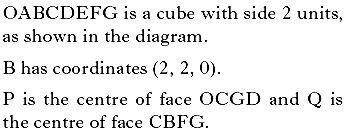 OABCDEFG is a cube with side 2 units,
as shown in the diagram.
B has coordinates (2, 2, 0).
P is the centre of face OCGD and Q is
the centre of face CBFG.